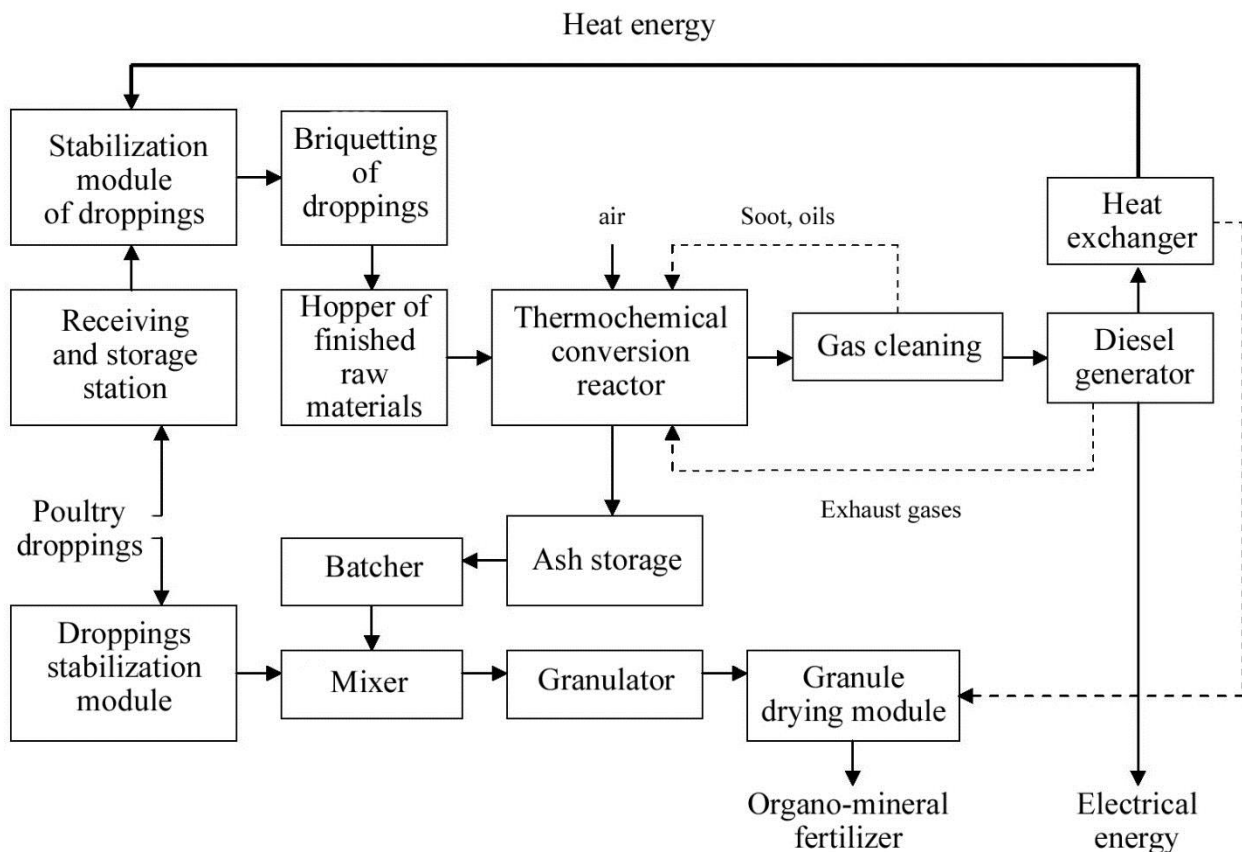 Heat energy
Stabilization
module
of droppings
Briquetting
of
droppings
air
Soot, oils
Heat
exchanger
Receiving
and storage
station
Hopper of
finished
raw
materials
Thermochemical
conversion
reactor
Gas cleaning
Diesel
generator
Exhaust gases
Poultry
droppings
Batcher
Ash storage
Droppings
stabilization
module
Mixer
Granulator
Granule
drying module
Organo-mineral
fertilizer
Electrical
energy